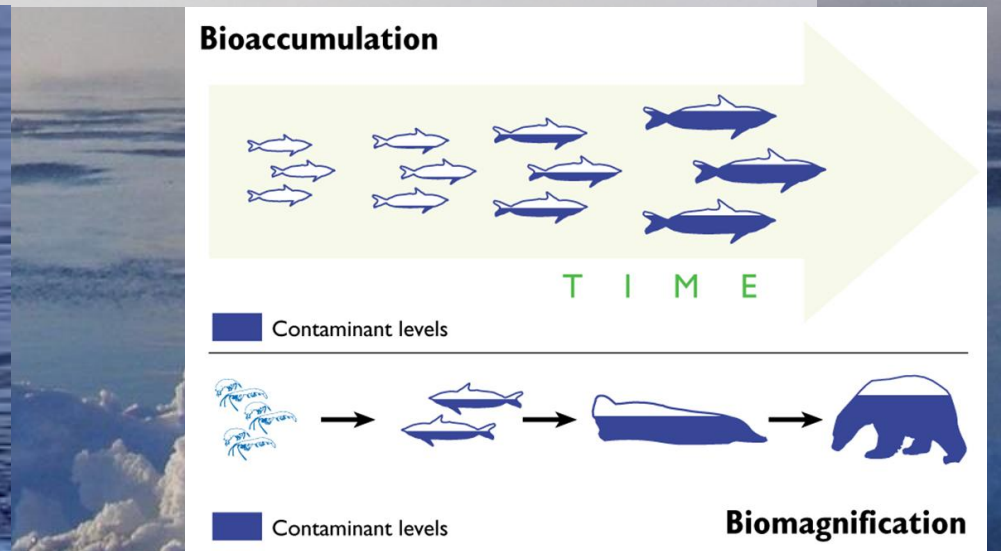 Bioaccumulation
T I M E
Contaminant levels
Contaminant levels
Biomagnification